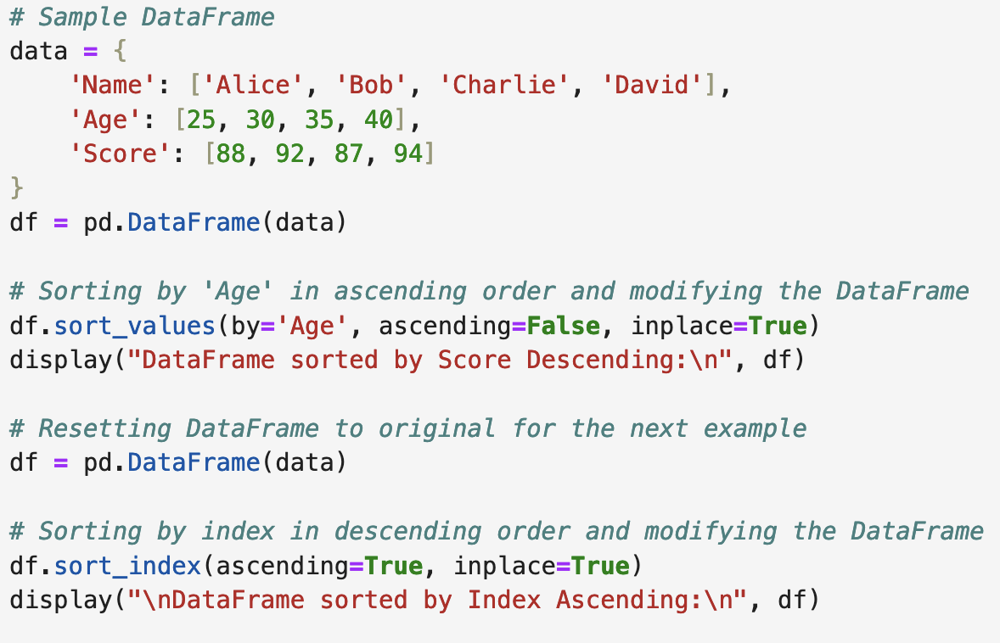 # Sample DataFrame
data = {
    'Name': ['Alice', 'Bob', 'Charlie', 'David'],
    'Age': [25, 30, 35, 40],
    'Score': [88, 92, 87, 94]
}
df = pd.DataFrame(data)

# Sorting by 'Age' in ascending order and modifying the DataFrame
df.sort_values(by='Age', ascending=False, inplace=True)
display("DataFrame sorted by Score Descending:\n", df)

# Resetting DataFrame to original for the next example
df = pd.DataFrame(data)

# Sorting by index in descending order and modifying the DataFrame
df.sort_index(ascending=True, inplace=True)
display("\nDataFrame sorted by Index Ascending:\n", df)